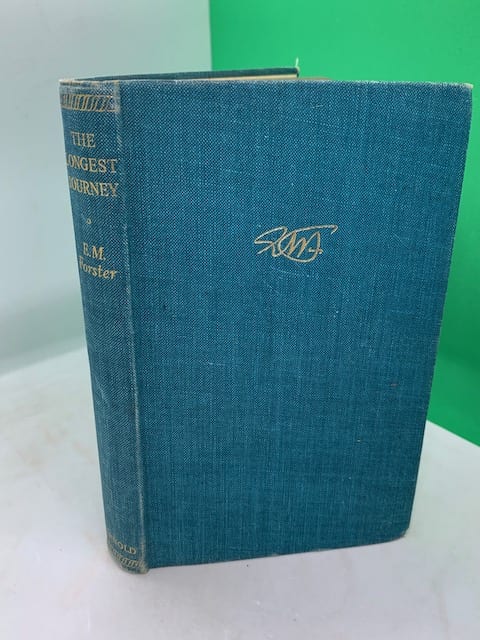 THE
LONGEST
JOURNEY
E. M.
Forster
ARNOLD
E.M.F.